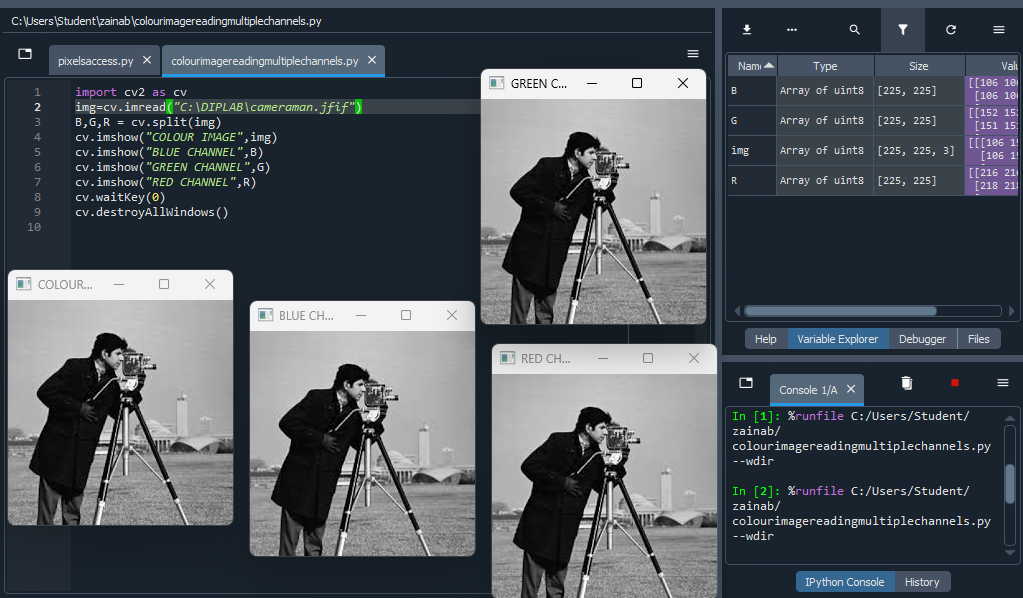 C:\Users\Student\zainab\colourimagereadingmultiplechannels.py
pixelsaccess.py
colourimagereadingmultiplechannels.py
1 import cv2 as cv
2 img=cv.imread("C:\DIPLAB\cameraman.jfif")
3 B,G,R = cv.split(img)
4 cv.imshow("COLOUR IMAGE",img)
5 cv.imshow("BLUE CHANNEL",B)
6 cv.imshow("GREEN CHANNEL",G)
7 cv.imshow("RED CHANNEL",R)
8 cv.waitKey(0)
9 cv.destroyAllWindows()
10
GREEN C...
COLOUR...
BLUE CH...
RED CH...
Name Type Size Valu
B Array of uint8 [225, 225] [[106 106
[106 106
G Array of uint8 [225, 225] [[152 152
[151 151
img Array of uint8 [225, 225, 3] [[[106 15
[106 15
R Array of uint8 [225, 225] [[216 216
[218 218
Help Variable Explorer Debugger Files
Console 1/A
In [1]: %runfile C:/Users/Student/
zainab/
colourimagereadingmultiplechannels.py
--wdir
In [2]: %runfile C:/Users/Student/
zainab/
colourimagereadingmultiplechannels.py
--wdir
IPython Console History